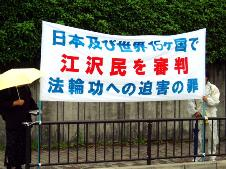 日本及び世界15ヶ国で
江沢民を審判
法輪功への迫害の罪